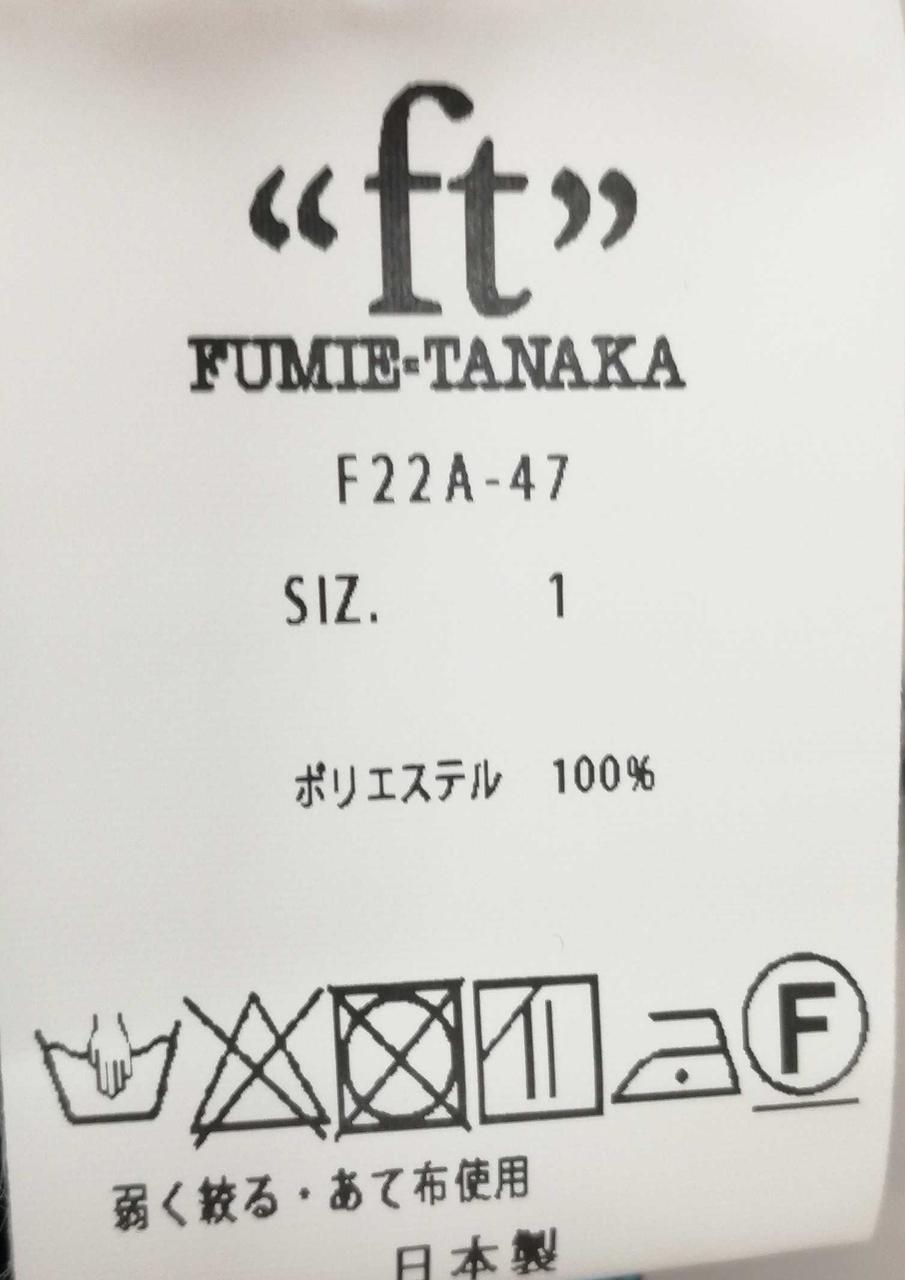 “ft”
FUMIE=TANAKA
F22A-47
SIZ. 1
ポリエステル 100%
F
弱く絞る・あて布使用
日本製